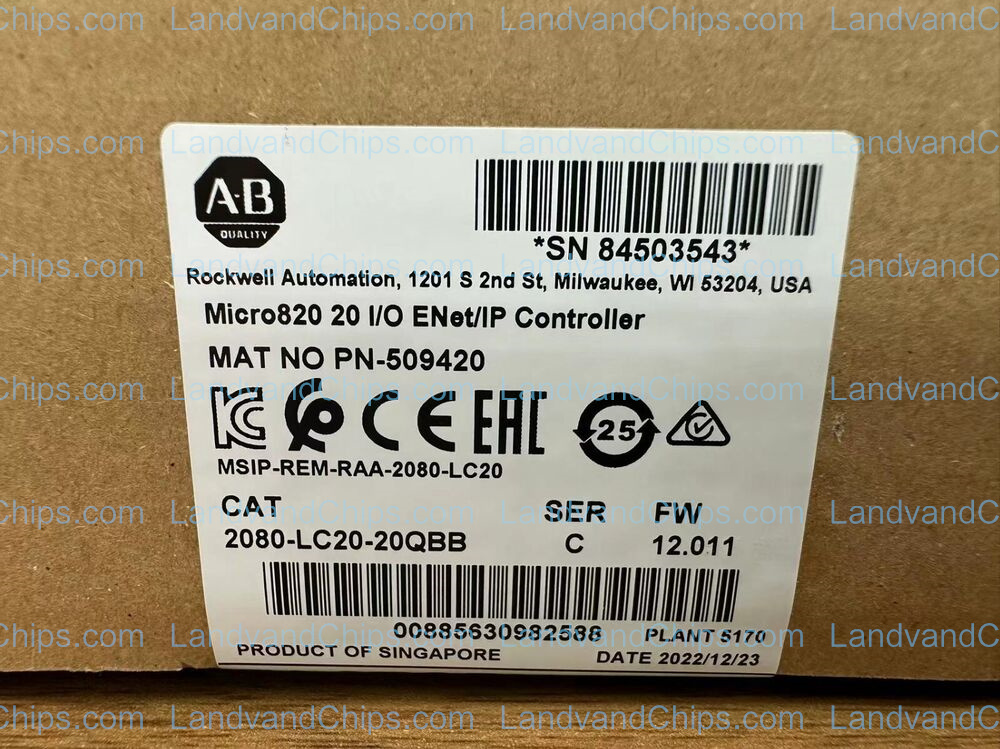 LandvandChips.com
A-B
QUALITY
*SN 84503543*
Rockwell Automation, 1201 S 2nd St, Milwaukee, WI 53204, USA
Micro820 20 I/O ENet/IP Controller
MAT NO PN-509420
CE EAC 25
MSIP-REM-RAA-2080-LC20
CAT SER FW
2080-LC20-20QBB C 12.011
00885630982588 PLANT 5170
PRODUCT OF SINGAPORE DATE 2022/12/23